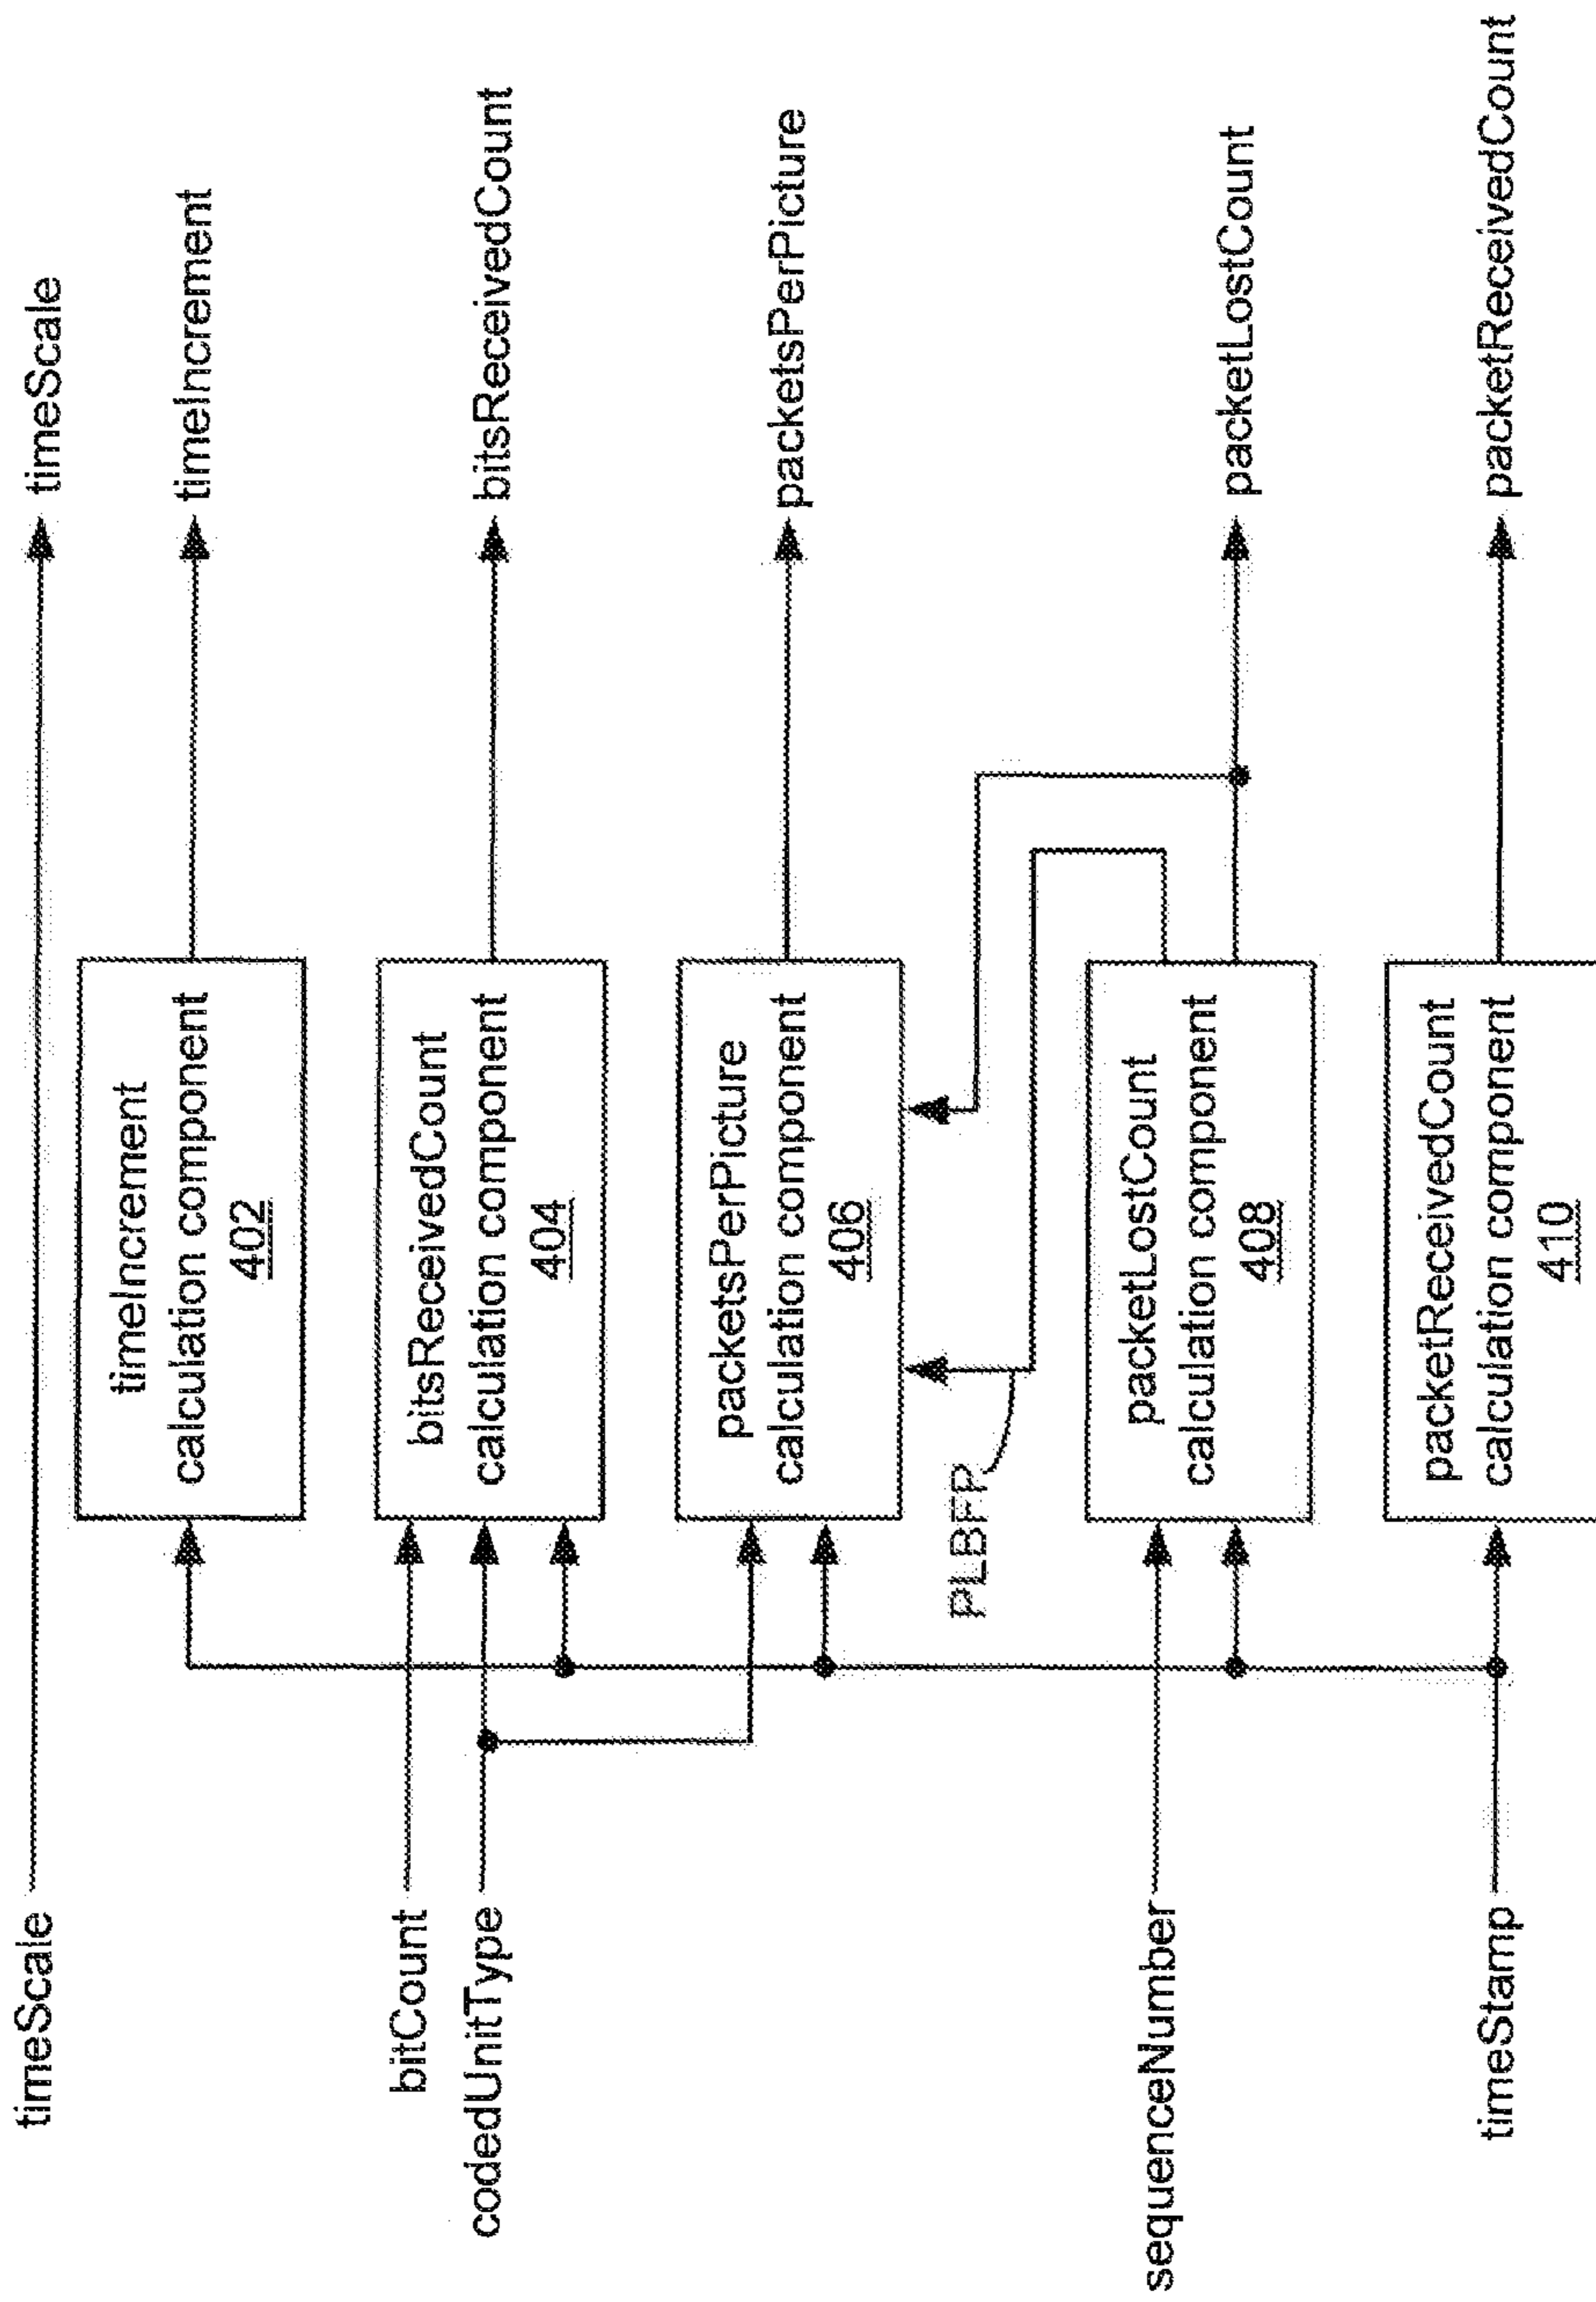 timeScale
timeScale
timeIncrement
calculation component
402
timeIncrement
bitCount
codedUnitType
bitsReceivedCount
calculation component
404
bitsReceivedCount
packetsPerPicture
calculation component
406
packetsPerPicture
PLBFP
sequenceNumber
packetLostCount
calculation component
408
packetLostCount
timeStamp
packetReceivedCount
calculation component
410
packetReceivedCount